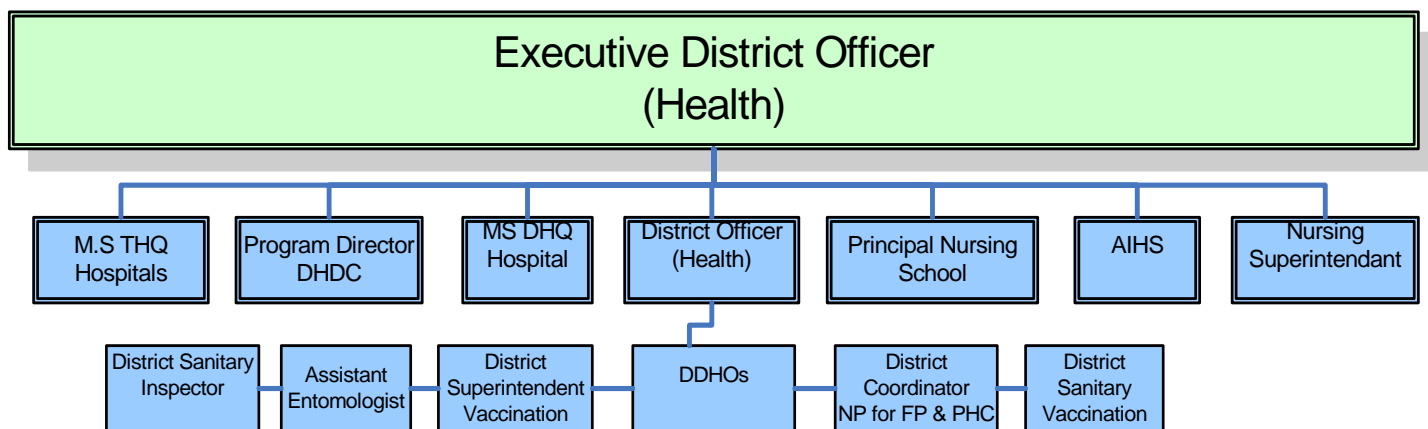 Executive District Officer
(Health)
M.S THQ
Hospitals
Program Director
DHDC
MS DHQ
Hospital
District Officer
(Health)
Principal Nursing
School
AIHS
Nursing
Superintendant
District Sanitary
Inspector
Assistant
Entomologist
District
Superintendent
Vaccination
DDHOs
District
Coordinator
NP for FP & PHC
District
Sanitary
Vaccination